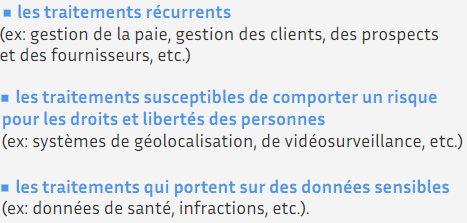 ▪ les traitements récurrents
(ex: gestion de la paie, gestion des clients, des prospects
et des fournisseurs, etc.)
▪ les traitements susceptibles de comporter un risque
pour les droits et libertés des personnes
(ex: systèmes de géolocalisation, de vidéosurveillance, etc.)
▪ les traitements qui portent sur des données sensibles
(ex: données de santé, infractions, etc.).